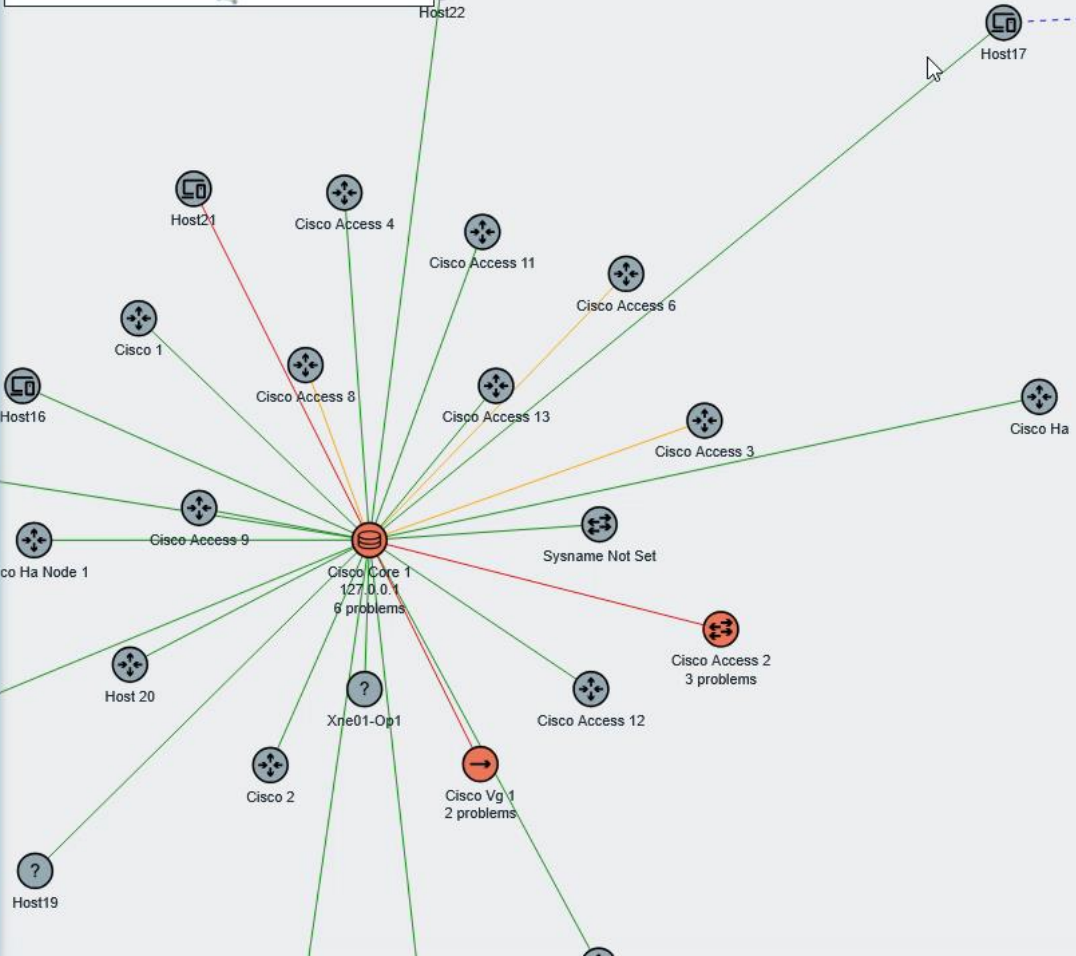 Host22
Host17
Host21
Cisco Access 4
Cisco Access 11
Cisco Access 6
Cisco 1
Cisco Access 8
Host16
Cisco Access 13
Cisco Ha
Cisco Access 3
Cisco Access 9
Sysname Not Set
co Ha Node 1
Cisco Core 1
127.0.0.1
6 problems
Cisco Access 2
3 problems
Host 20
?
Xne01-Op1
Cisco Access 12
Cisco 2
Cisco Vg 1
2 problems
?
Host19